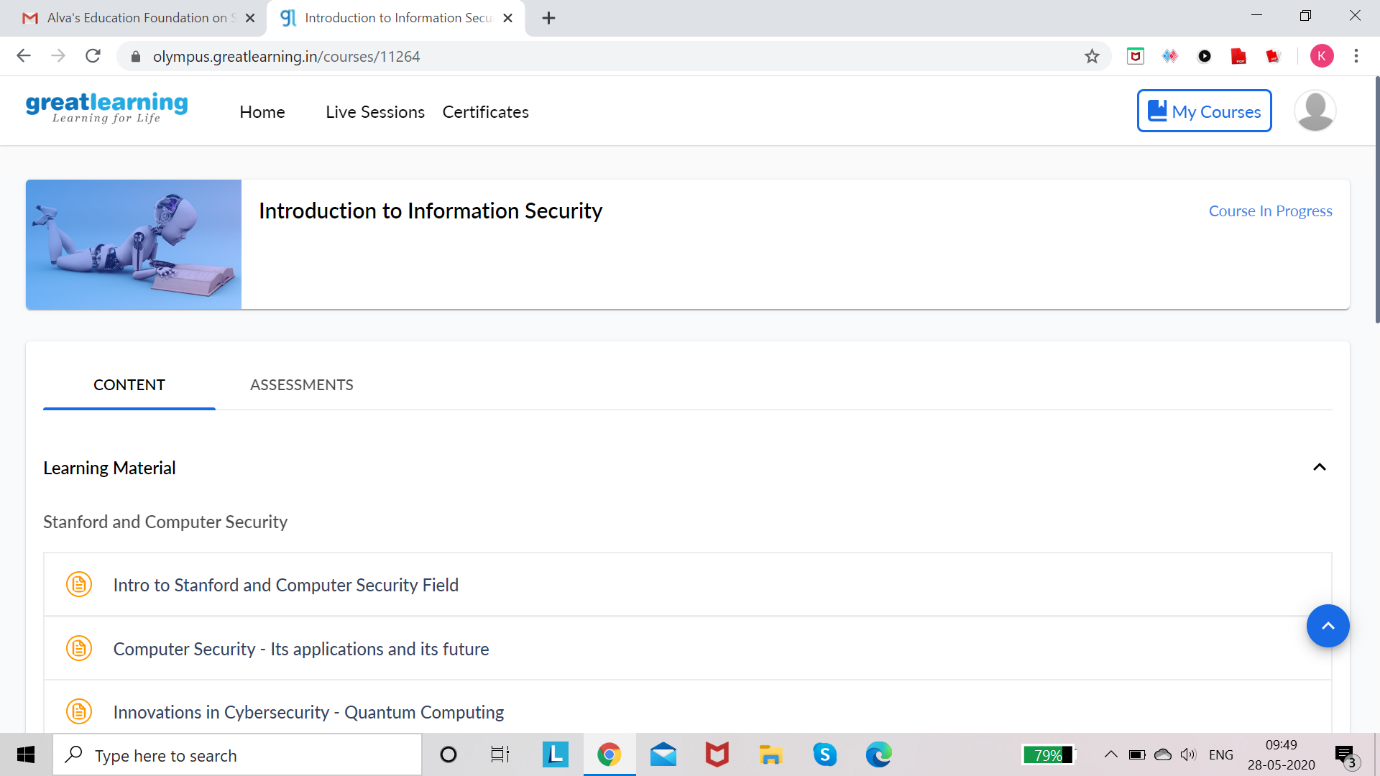 Alva's Education Foundation on S
Introduction to Information Secu
olympus.greatlearning.in/courses/11264
K
greatlearning
Learning for Life
Home
Live Sessions
Certificates
My Courses
Introduction to Information Security
Course In Progress
CONTENT
ASSESSMENTS
Learning Material
Stanford and Computer Security
Intro to Stanford and Computer Security Field
Computer Security - Its applications and its future
Innovations in Cybersecurity - Quantum Computing
Type here to search
L
79%
ENG
09:49
28-05-2020
3